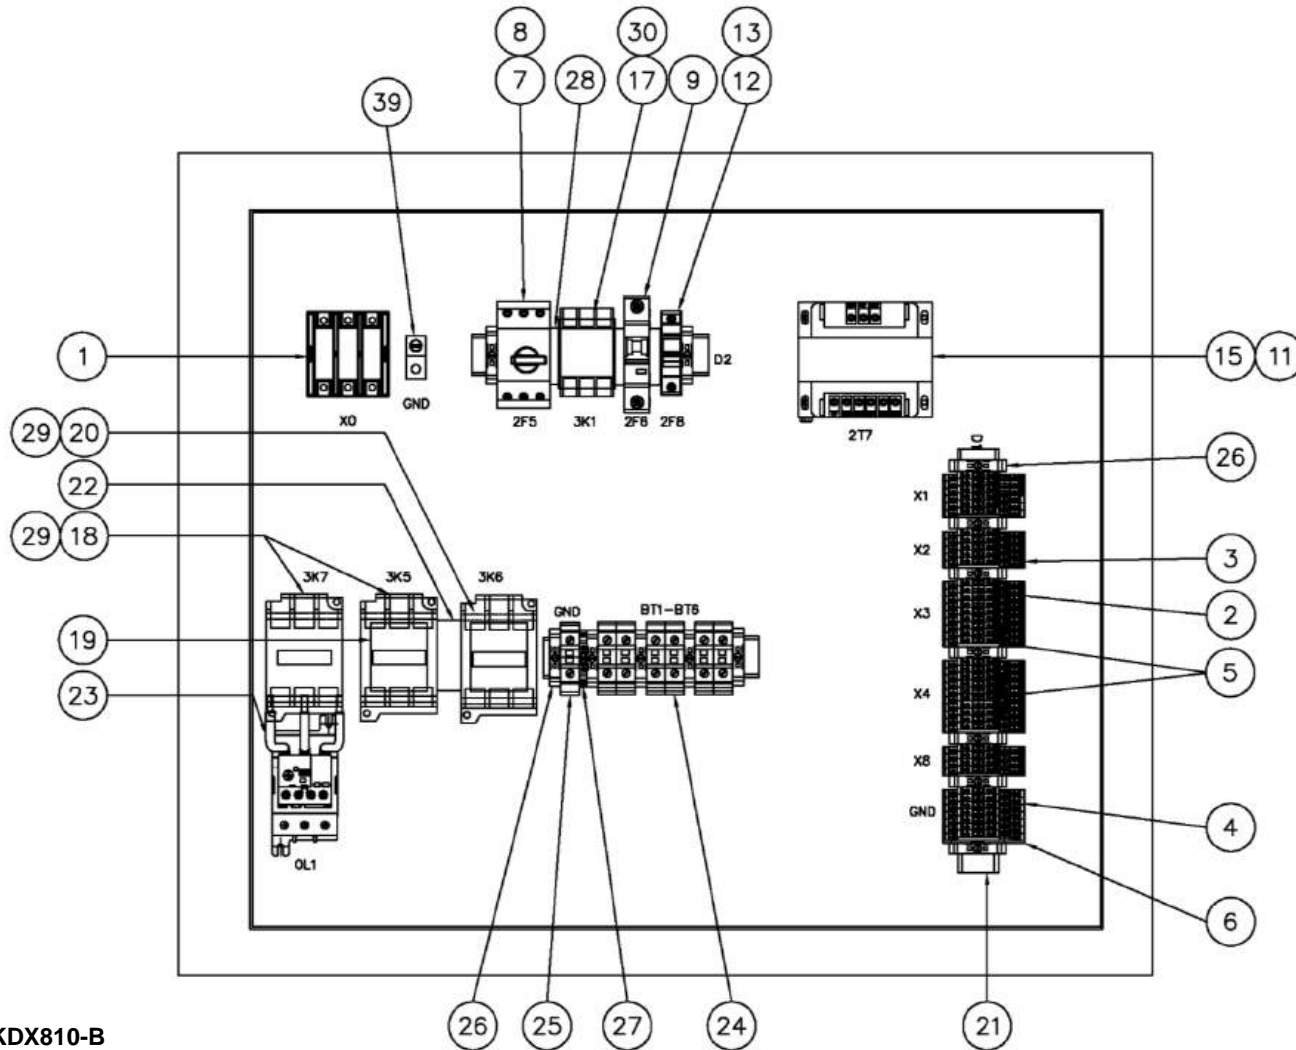 8 30 13
39 7 28 17 9 12
1 15 11
X0 GND 2F5 3K1 2F6 2F8 D2 2T7
29 20
22 26
29 18 X1
3K7 3K5 3K6 X2 3
GND BT1-BT6 X3 2
19 5
23 X4
X8
GND 4
OL1
6
26 25 27 24 21
KDX810-B